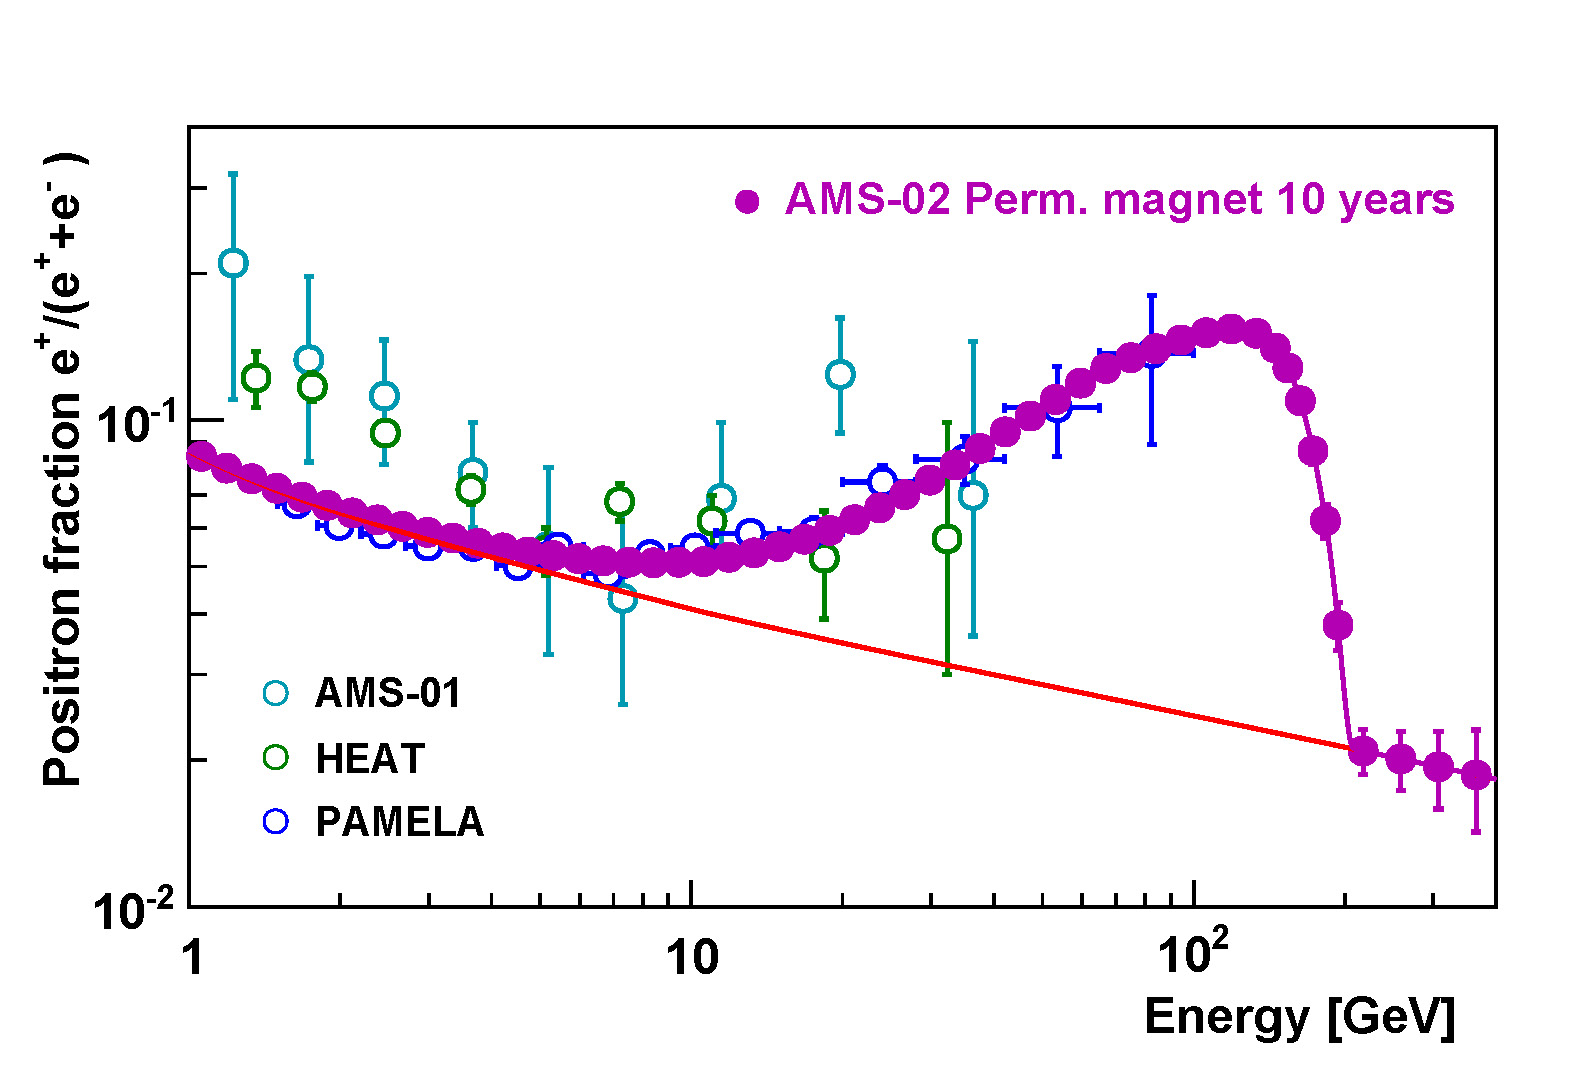 Positron fraction e⁺/(e⁺+e⁻)
AMS-02 Perm. magnet 10 years
10⁻¹
AMS-01
HEAT
PAMELA
10⁻²
1
10
10²
Energy [GeV]